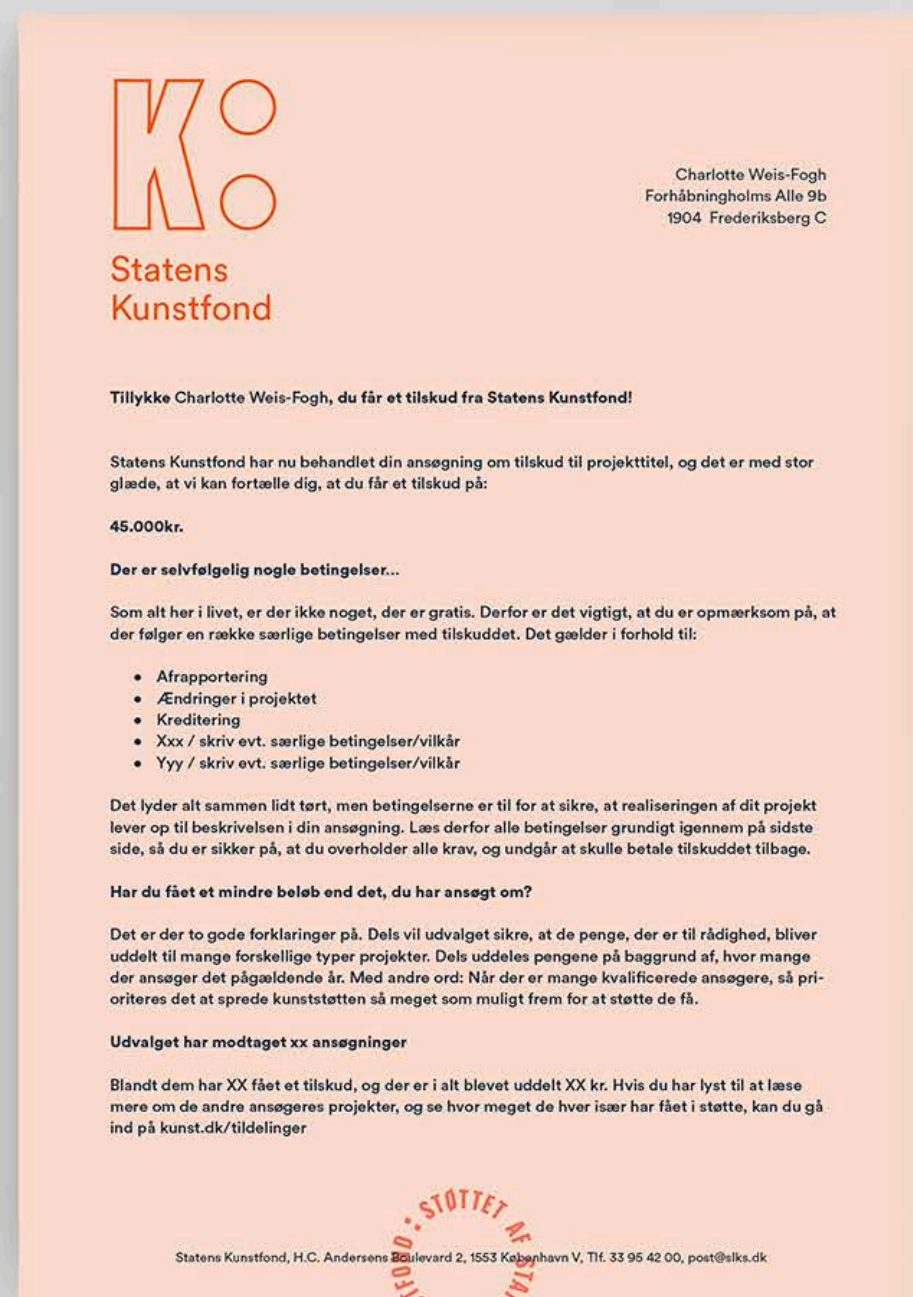 K:
Statens
Kunstfond
Charlotte Weis-Fogh
Forhåbningholms Alle 9b
1904 Frederiksberg C
Tillykke Charlotte Weis-Fogh, du får et tilskud fra Statens Kunstfond!
Statens Kunstfond har nu behandlet din ansøgning om tilskud til projekttitel, og det er med stor
glæde, at vi kan fortælle dig, at du får et tilskud på:
45.000kr.
Der er selvfølgelig nogle betingelser...
Som alt her i livet, er der ikke noget, der er gratis. Derfor er det vigtigt, at du er opmærksom på, at
der følger en række særlige betingelser med tilskuddet. Det gælder i forhold til:
• Afrapportering
• Ændringer i projektet
• Kreditering
• Xxx / skriv evt. særlige betingelser/vilkår
• Yyy / skriv evt. særlige betingelser/vilkår
Det lyder alt sammen lidt tørt, men betingelserne er til for at sikre, at realiseringen af dit projekt
lever op til beskrivelsen i din ansøgning. Læs derfor alle betingelser grundigt igennem på sidste
side, så du er sikker på, at du overholder alle krav, og undgår at skulle betale tilskuddet tilbage.
Har du fået et mindre beløb end det, du har ansøgt om?
Det er der to gode forklaringer på. Dels vil udvalget sikre, at de penge, der er til rådighed, bliver
uddelt til mange forskellige typer projekter. Dels uddeles pengene på baggrund af, hvor mange
der ansøger det pågældende år. Med andre ord: Når der er mange kvalificerede ansøgere, så pri-
oriteres det at sprede kunststøtten så meget som muligt frem for at støtte de få.
Udvalget har modtaget xx ansøgninger
Blandt dem har XX fået et tilskud, og der er i alt blevet uddelt XX kr. Hvis du har lyst til at læse
mere om de andre ansøgeres projekter, og se hvor meget de hver især har fået i støtte, kan du gå
ind på kunst.dk/tildelinger
: STØTTET AF
Statens Kunstfond, H.C. Andersens Boulevard 2, 1553 København V, Tlf. 33 95 42 00, post@slks.dk